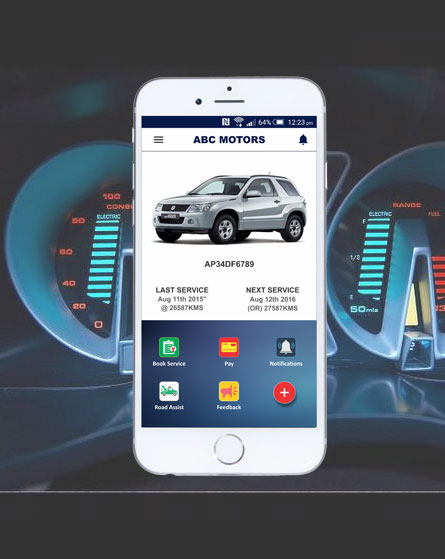 64% 12:23 pm
ABC MOTORS
AP34DF6789
LAST SERVICE
Aug 11th 2015"
@ 26587KMS
NEXT SERVICE
Aug 12th 2016
(OR) 27587KMS
Book Service
Pay
Notifications
Road Assist
Feedback
100
80
60
40
20
0
ELECTRIC
RANGE
ELECTRIC
FUEL
F
1/2
50mls